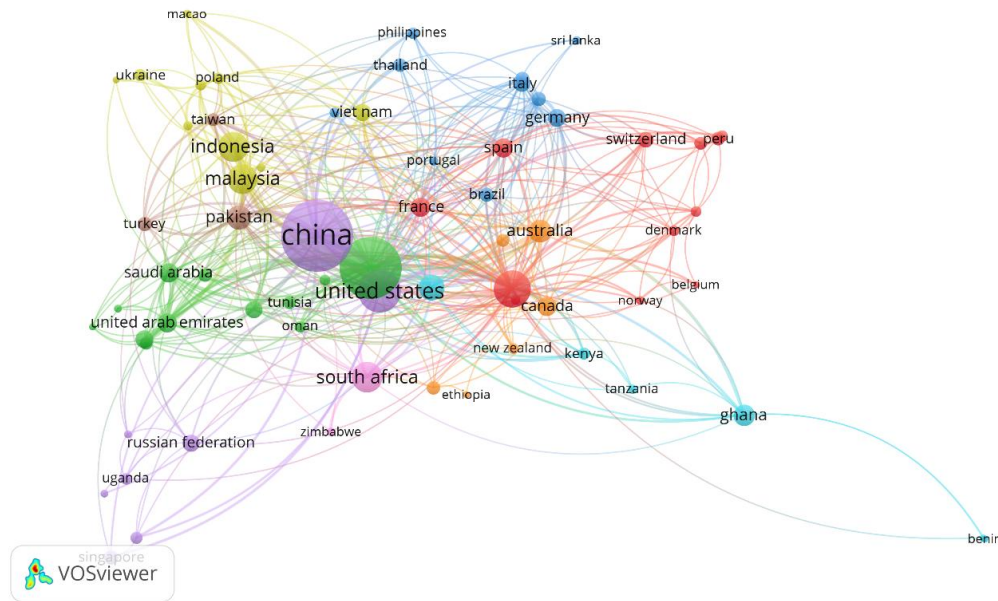 macao
philippines
sri lanka
thailand
ukraine
poland
italy
viet nam
taiwan
germany
indonesia
spain
switzerland
peru
portugal
malaysia
brazil
france
pakistan
turkey
china
australia
denmark
saudi arabia
belgium
united states
tunisia
norway
canada
united arab emirates
oman
new zealand
kenya
south africa
tanzania
ethiopia
ghana
zimbabwe
russian federation
uganda
benin
singapore
VOSviewer